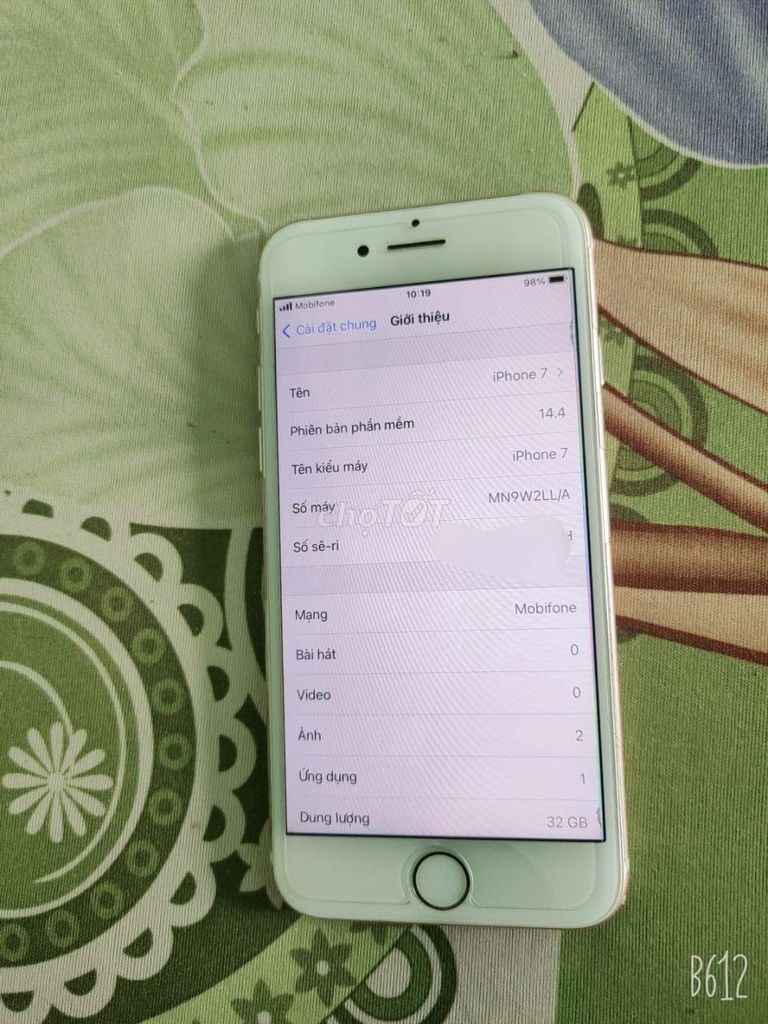 Mobifone 10:19 98%
Cài đặt chung Giới thiệu
Tên iPhone 7
Phiên bản phần mềm 14.4
Tên kiểu máy iPhone 7
Số máy MN9W2LL/A
chợTỐT
Số sê-ri
Mạng Mobifone
Bài hát 0
Video 0
Ảnh 2
Ứng dụng 1
Dung lượng 32 GB
B612